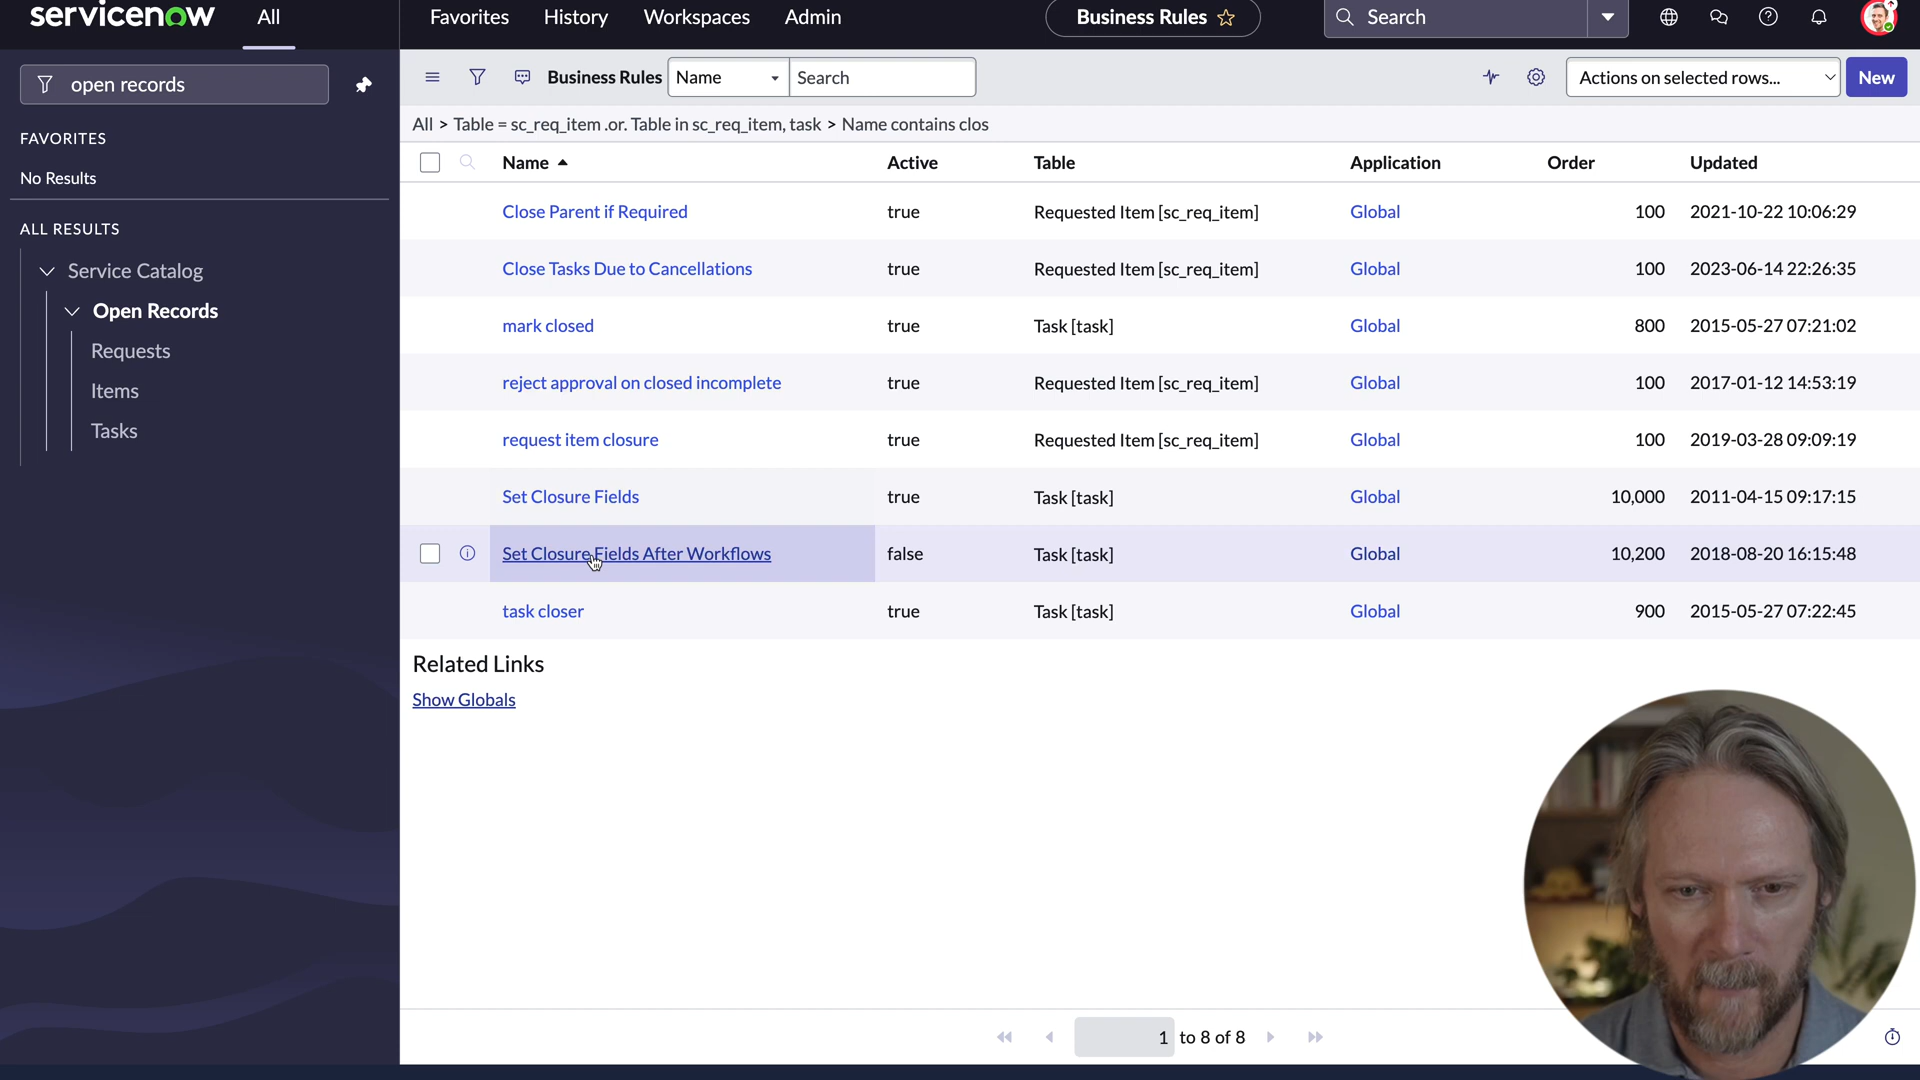 servicenow
All
Favorites
History
Workspaces
Admin
Business Rules
Search
open records
FAVORITES
No Results
ALL RESULTS
Service Catalog
Open Records
Requests
Items
Tasks
Business Rules
Name
Search
Actions on selected rows...
New
All > Table = sc_req_item .or. Table in sc_req_item, task > Name contains clos
Name Active Table Application Order Updated
Close Parent if Required true Requested Item [sc_req_item] Global 100 2021-10-22 10:06:29
Close Tasks Due to Cancellations true Requested Item [sc_req_item] Global 100 2023-06-14 22:26:35
mark closed true Task [task] Global 800 2015-05-27 07:21:02
reject approval on closed incomplete true Requested Item [sc_req_item] Global 100 2017-01-12 14:53:19
request item closure true Requested Item [sc_req_item] Global 100 2019-03-28 09:09:19
Set Closure Fields true Task [task] Global 10,000 2011-04-15 09:17:15
Set Closure Fields After Workflows false Task [task] Global 10,200 2018-08-20 16:15:48
task closer true Task [task] Global 900 2015-05-27 07:22:45
Related Links
Show Globals
1 to 8 of 8